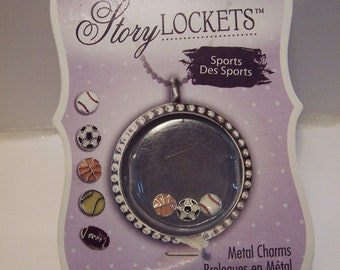 Story LOCKETS™
Sports
Des Sports
Metal Charms
Breloques en Métal